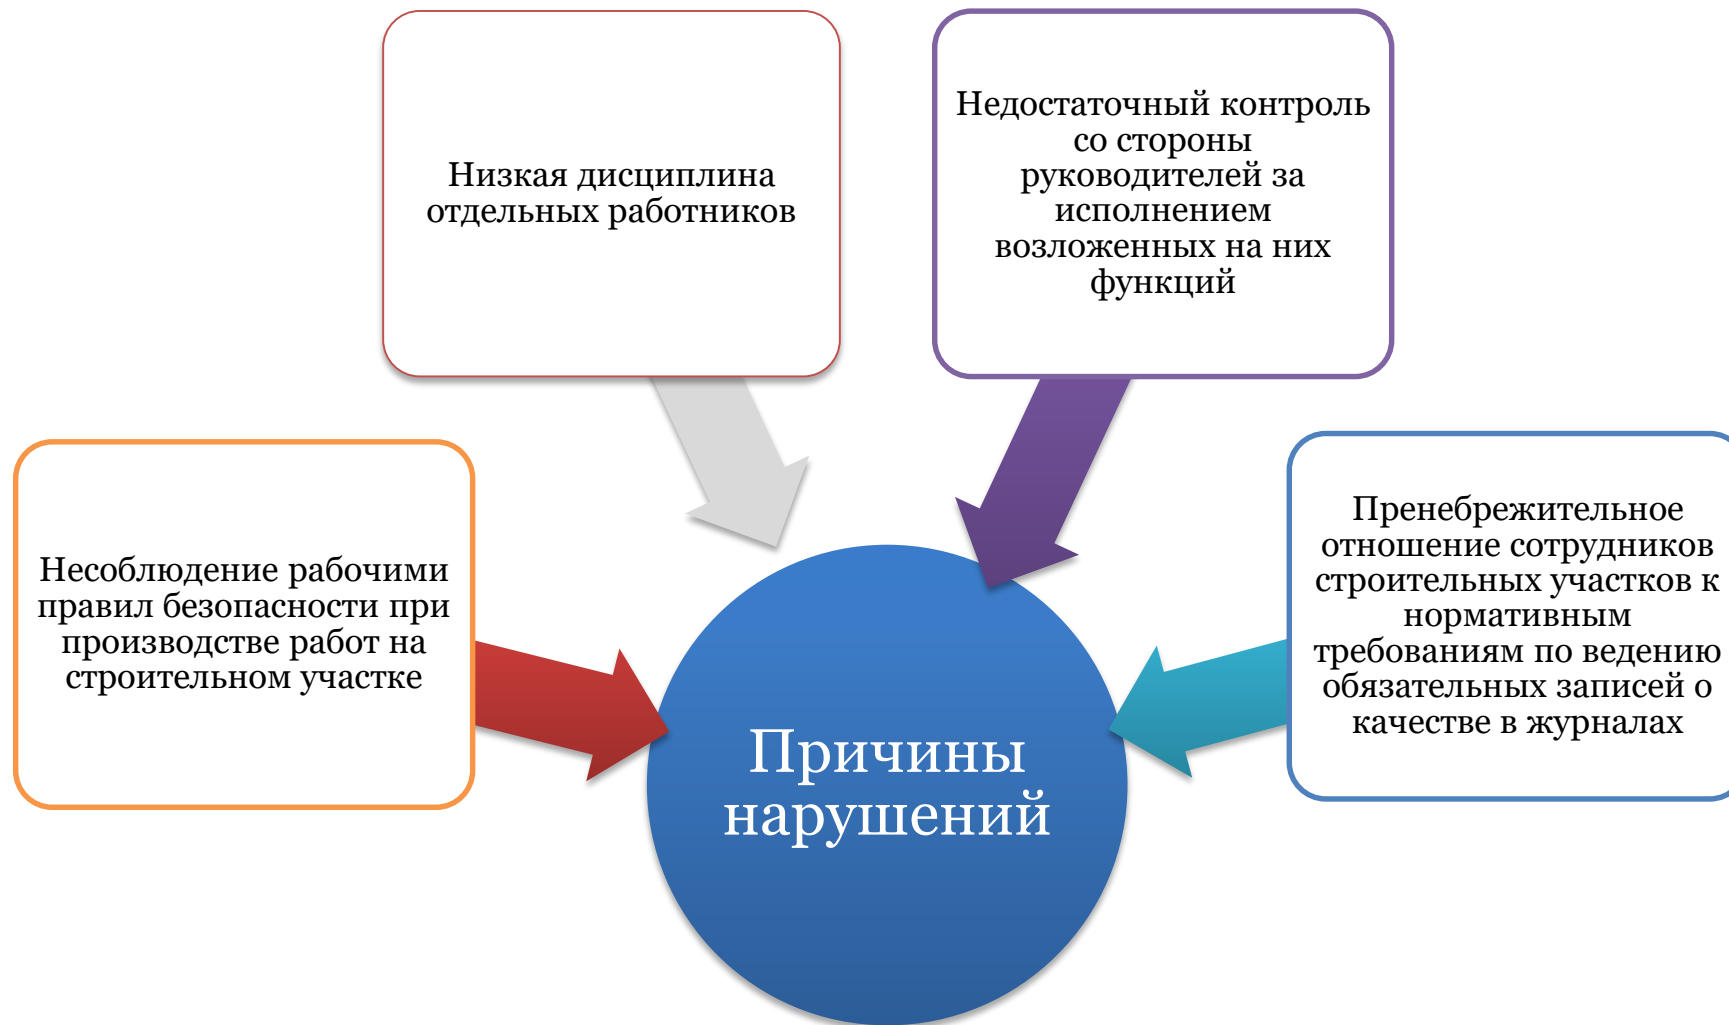 Низкая дисциплина
отдельных работников
Недостаточный контроль
со стороны
руководителей за
исполнением
возложенных на них
функций
Несоблюдение рабочими
правил безопасности при
производстве работ на
строительном участке
Пренебрежительное
отношение сотрудников
строительных участков к
нормативным
требованиям по ведению
обязательных записей о
качестве в журналах
Причины
нарушений